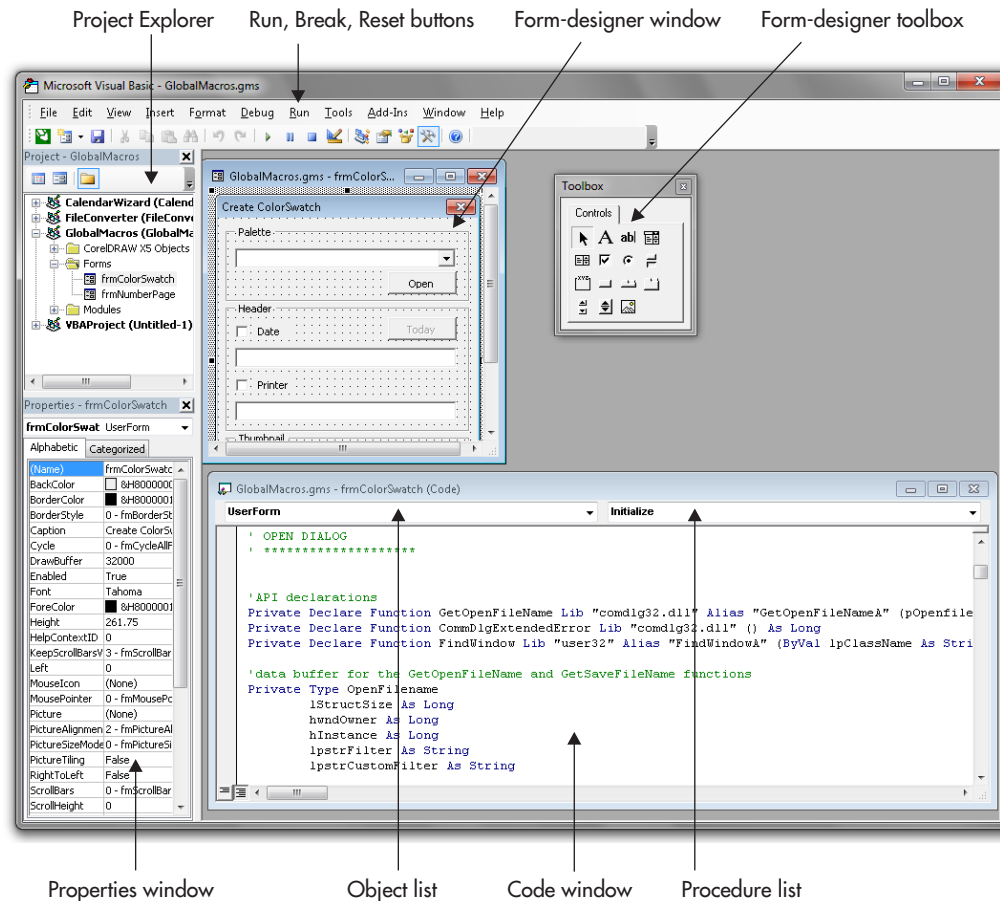 Project Explorer
Run, Break, Reset buttons
Form-designer window
Form-designer toolbox
Microsoft Visual Basic - GlobalMacros.gms
File Edit View Insert Format Debug Run Tools Add-Ins Window Help
Project - GlobalMacros
CalendarWizard (Calend
FileConverter (FileConve
GlobalMacros (GlobalMa
CorelDRAW X5 Objects
Forms
frmColorSwatch
frmNumberPage
Modules
VBAProject (Untitled-1)
GlobalMacros.gms - frmColorS...
Create ColorSwatch
Palette
Open
Header
Date
Today
Printer
Thumbnail
Toolbox
Controls
A
ab|
xyz
Properties - frmColorSwatch
frmColorSwat UserForm
Alphabetic Categorized
(Name) frmColorSwatc
BackColor &H8000000
BorderColor &H8000001
BorderStyle 0 - fmBorderSt
Caption Create ColorSw
Cycle 0 - fmCycleAllF
DrawBuffer 32000
Enabled True
Font Tahoma
ForeColor &H8000001
Height 261.75
HelpContextID 0
KeepScrollBarsV 3 - fmScrollBar
Left 0
MouseIcon (None)
MousePointer 0 - fmMousePo
Picture (None)
PictureAlignmen 2 - fmPictureAl
PictureSizeMode 0 - fmPictureSi
PictureTiling False
RightToLeft False
ScrollBars 0 - fmScrollBar
ScrollHeight 0
GlobalMacros.gms - frmColorSwatch (Code)
UserForm
Initialize
' OPEN DIALOG
' ********************
'API declarations
Private Declare Function GetOpenFileName Lib "comdlg32.dll" Alias "GetOpenFileNameA" (pOpenfile
Private Declare Function CommDlgExtendedError Lib "comdlg32.dll" () As Long
Private Declare Function FindWindow Lib "user32" Alias "FindWindowA" (ByVal lpClassName As Stri
'data buffer for the GetOpenFileName and GetSaveFileName functions
Private Type OpenFilename
lStructSize As Long
hwndOwner As Long
hInstance As Long
lpstrFilter As String
lpstrCustomFilter As String
Properties window
Object list
Code window
Procedure list